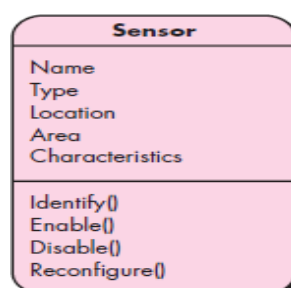 Sensor
Name
Type
Location
Area
Characteristics
Identify()
Enable()
Disable()
Reconfigure()